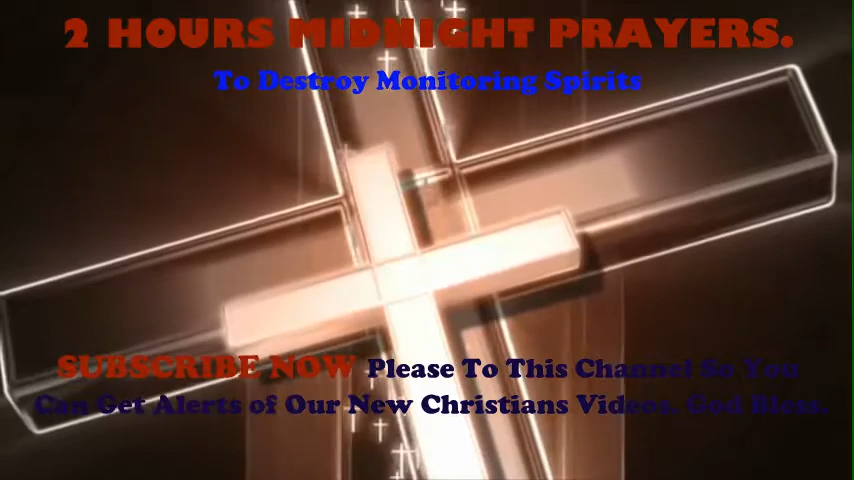 2 HOURS MIDNIGHT PRAYERS.
To Destroy Monitoring Spirits
SUBSCRIBE NOW Please To This Channel So You
Can Get Alerts of Our New Christians Videos. God Bless.